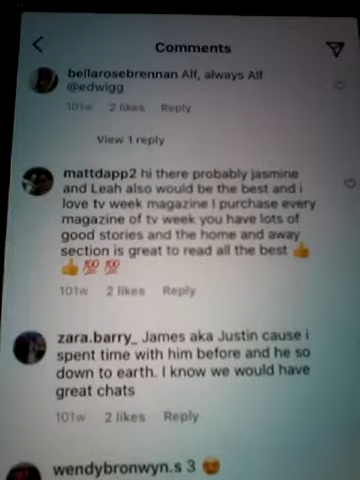 Comments
bellarosebrennan Alf, always Alf
@edwigg
101w 2 likes Reply
View 1 reply
mattdapp2 hi there probably jasmine
and Leah also would be the best and i
love tv week magazine I purchase every
magazine of tv week you have lots of
good stories and the home and away
section is great to read all the best 👍
👍 💯 💯
101w 2 likes Reply
zara.barry_ James aka Justin cause i
spent time with him before and he so
down to earth. I know we would have
great chats
101w 2 likes Reply
wendybronwyn.s 3 😍